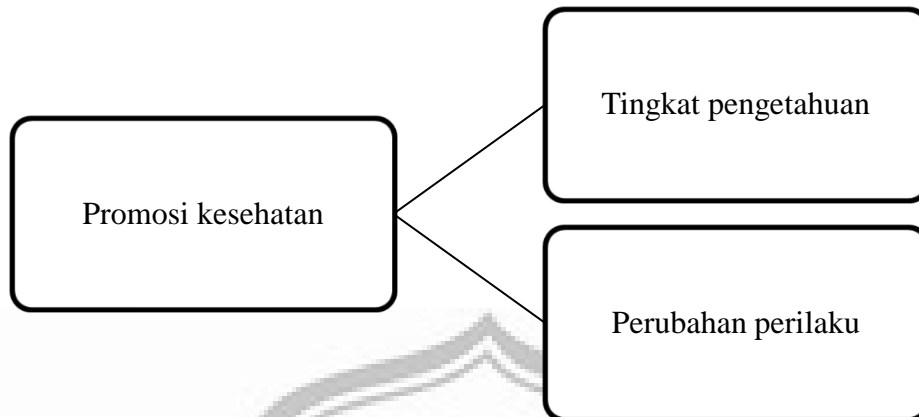 Promosi kesehatan
Tingkat pengetahuan
Perubahan perilaku